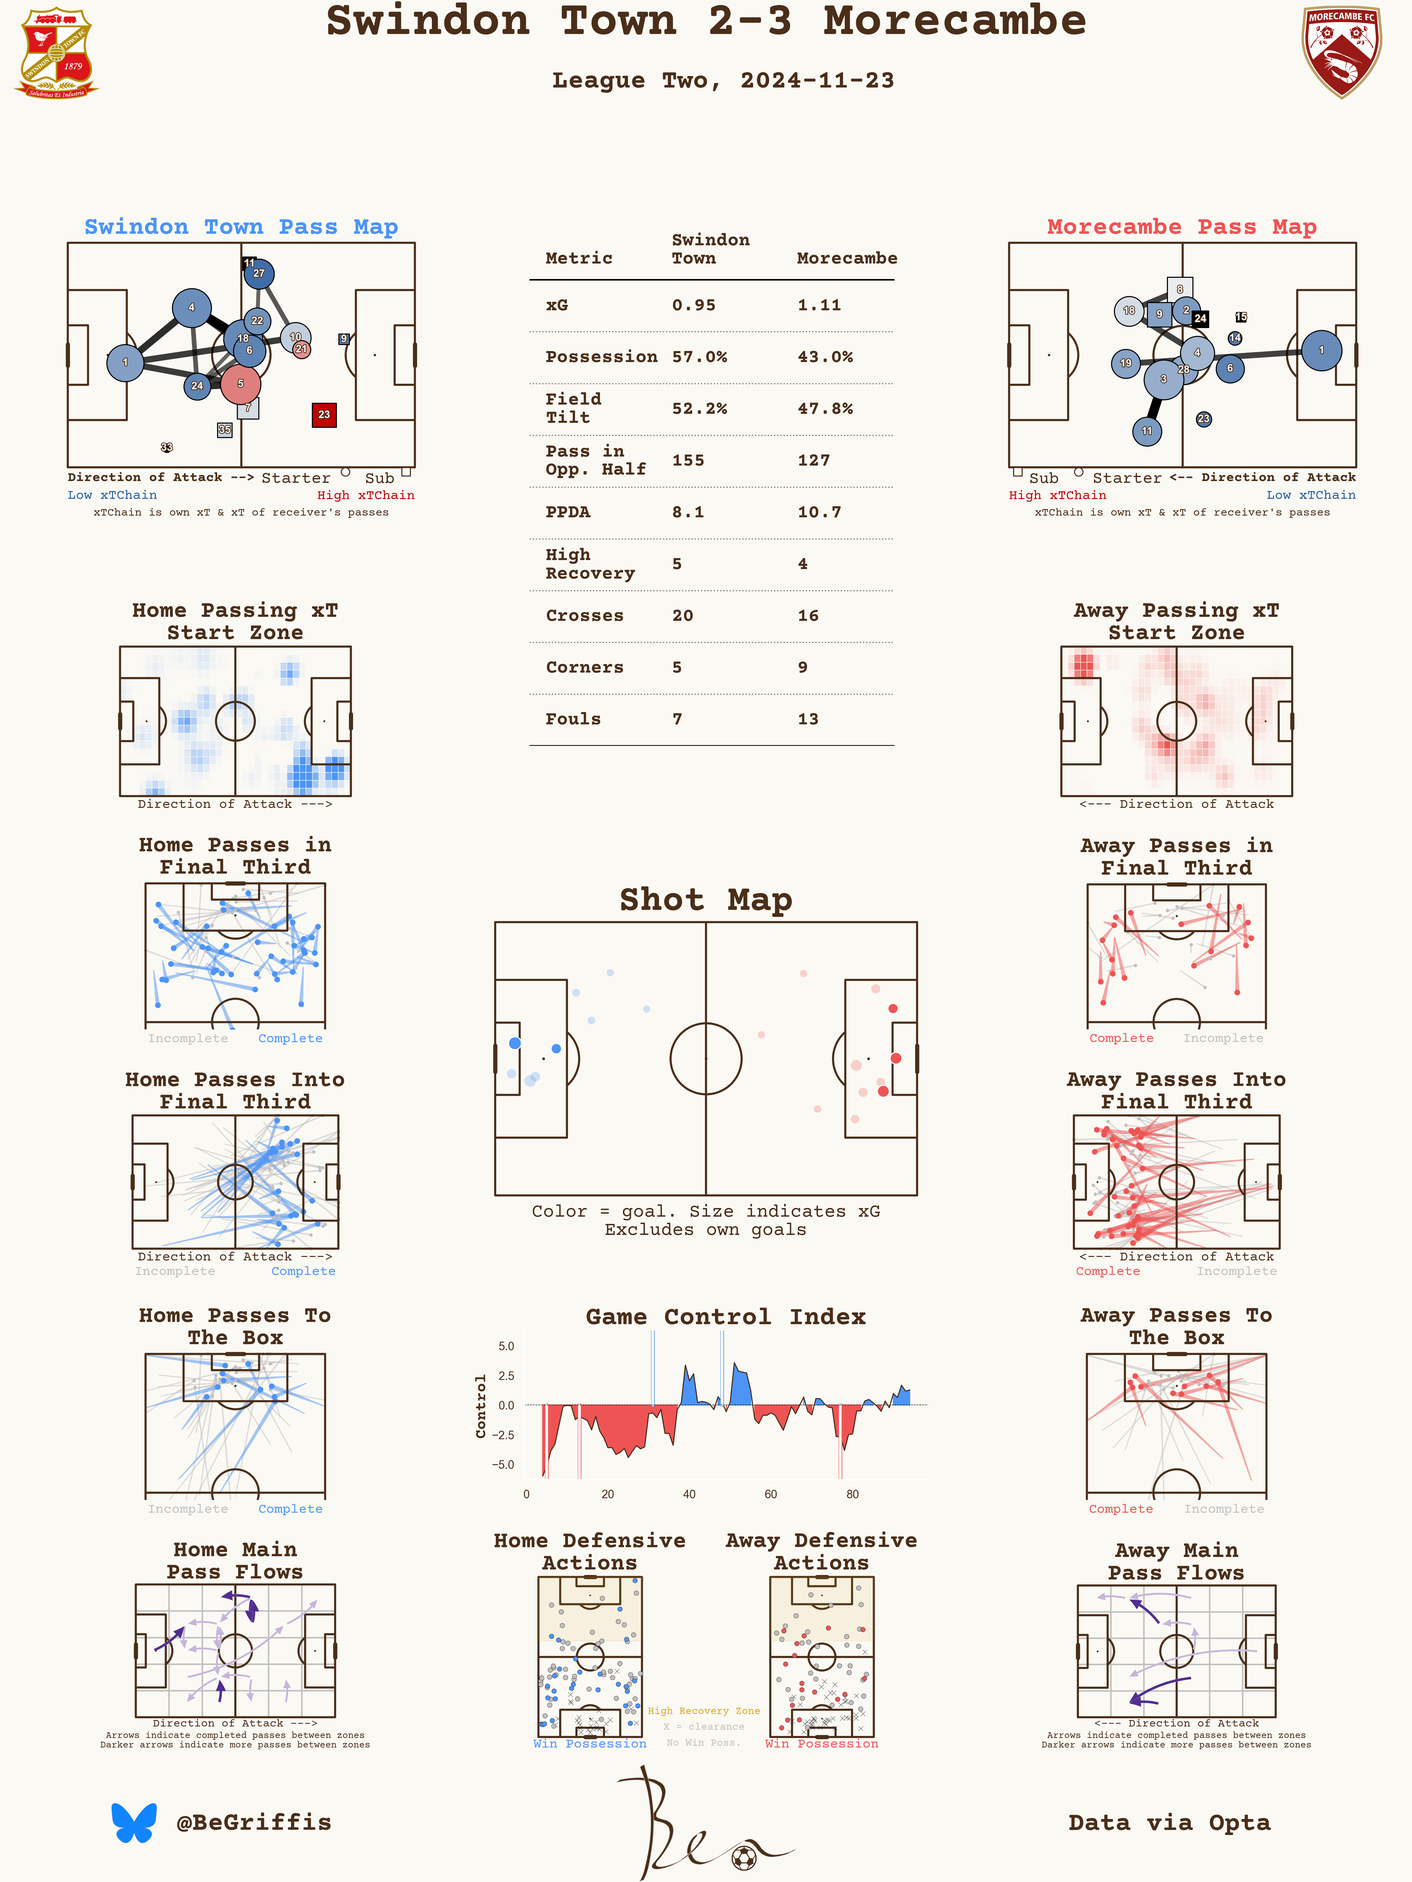 Swindon Town 2-3 Morecambe
League Two, 2024-11-23
SWINDON
TOWN FC
1879
Salubritas Et Industria
MORECAMBE FC
Swindon Town Pass Map
11
27
4
22
18
10
9
6
21
1
24
5
7
23
35
33
Direction of Attack --> Starter Sub
Low xTChain High xTChain
xTChain is own xT & xT of receiver's passes
Metric Swindon Town Morecambe
xG 0.95 1.11
Possession 57.0% 43.0%
Field Tilt 52.2% 47.8%
Pass in Opp. Half 155 127
PPDA 8.1 10.7
High Recovery 5 4
Crosses 20 16
Corners 5 9
Fouls 7 13
Morecambe Pass Map
8
18
9
2
24
15
14
4
1
19
28
6
3
23
11
Sub Starter <-- Direction of Attack
High xTChain Low xTChain
xTChain is own xT & xT of receiver's passes
Home Passing xT
Start Zone
Direction of Attack --->
Away Passing xT
Start Zone
<--- Direction of Attack
Home Passes in
Final Third
Incomplete Complete
Away Passes in
Final Third
Complete Incomplete
Shot Map
Color = goal. Size indicates xG
Excludes own goals
Home Passes Into
Final Third
Direction of Attack --->
Incomplete Complete
Away Passes Into
Final Third
<--- Direction of Attack
Complete Incomplete
Home Passes To
The Box
Incomplete Complete
Game Control Index
Control
5.0
2.5
0.0
−2.5
−5.0
0 20 40 60 80
Away Passes To
The Box
Complete Incomplete
Home Main
Pass Flows
Direction of Attack --->
Arrows indicate completed passes between zones
Darker arrows indicate more passes between zones
Home Defensive
Actions
Win Possession
High Recovery Zone
X = clearance
No Win Poss.
Away Defensive
Actions
Win Possession
Away Main
Pass Flows
<--- Direction of Attack
Arrows indicate completed passes between zones
Darker arrows indicate more passes between zones
@BeGriffis
Ben
Data via Opta